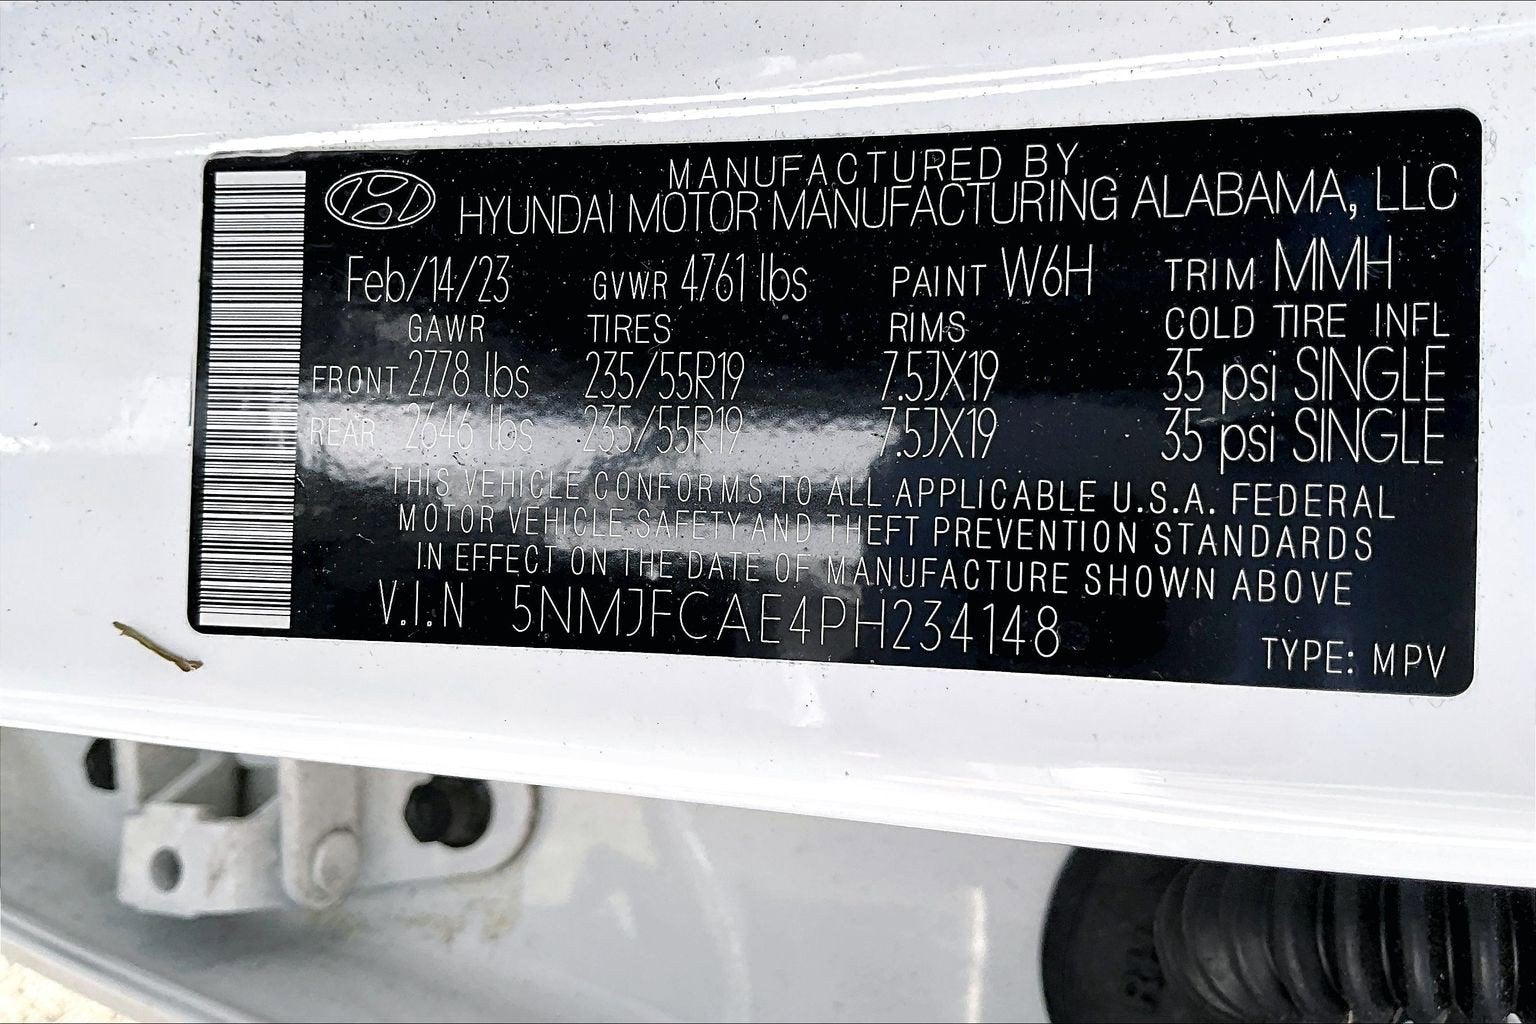 MANUFACTURED BY
HYUNDAI MOTOR MANUFACTURING ALABAMA, LLC
Feb/14/23 GVWR 4761 lbs PAINT W6H TRIM MMH
GAWR TIRES RIMS COLD TIRE INFL
FRONT 2778 lbs 235/55R19 7.5JX19 35 psi SINGLE
REAR 2646 lbs 235/55R19 7.5JX19 35 psi SINGLE
THIS VEHICLE CONFORMS TO ALL APPLICABLE U.S.A. FEDERAL
MOTOR VEHICLE SAFETY AND THEFT PREVENTION STANDARDS
IN EFFECT ON THE DATE OF MANUFACTURE SHOWN ABOVE
V.I.N 5NMJFCAE4PH234148
TYPE: MPV